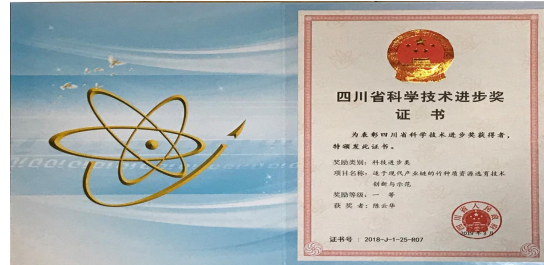 四川省科学技术进步奖
证 书
为表彰四川省科学技术进步奖获得者，
特颁发此证书。
奖励类别：科技进步类
项目名称：适于现代产业链的竹种质资源选育技术
创新与示范
奖励等级：一 等
获 奖 者：陈云华
证书号：2018-J-1-25-R07